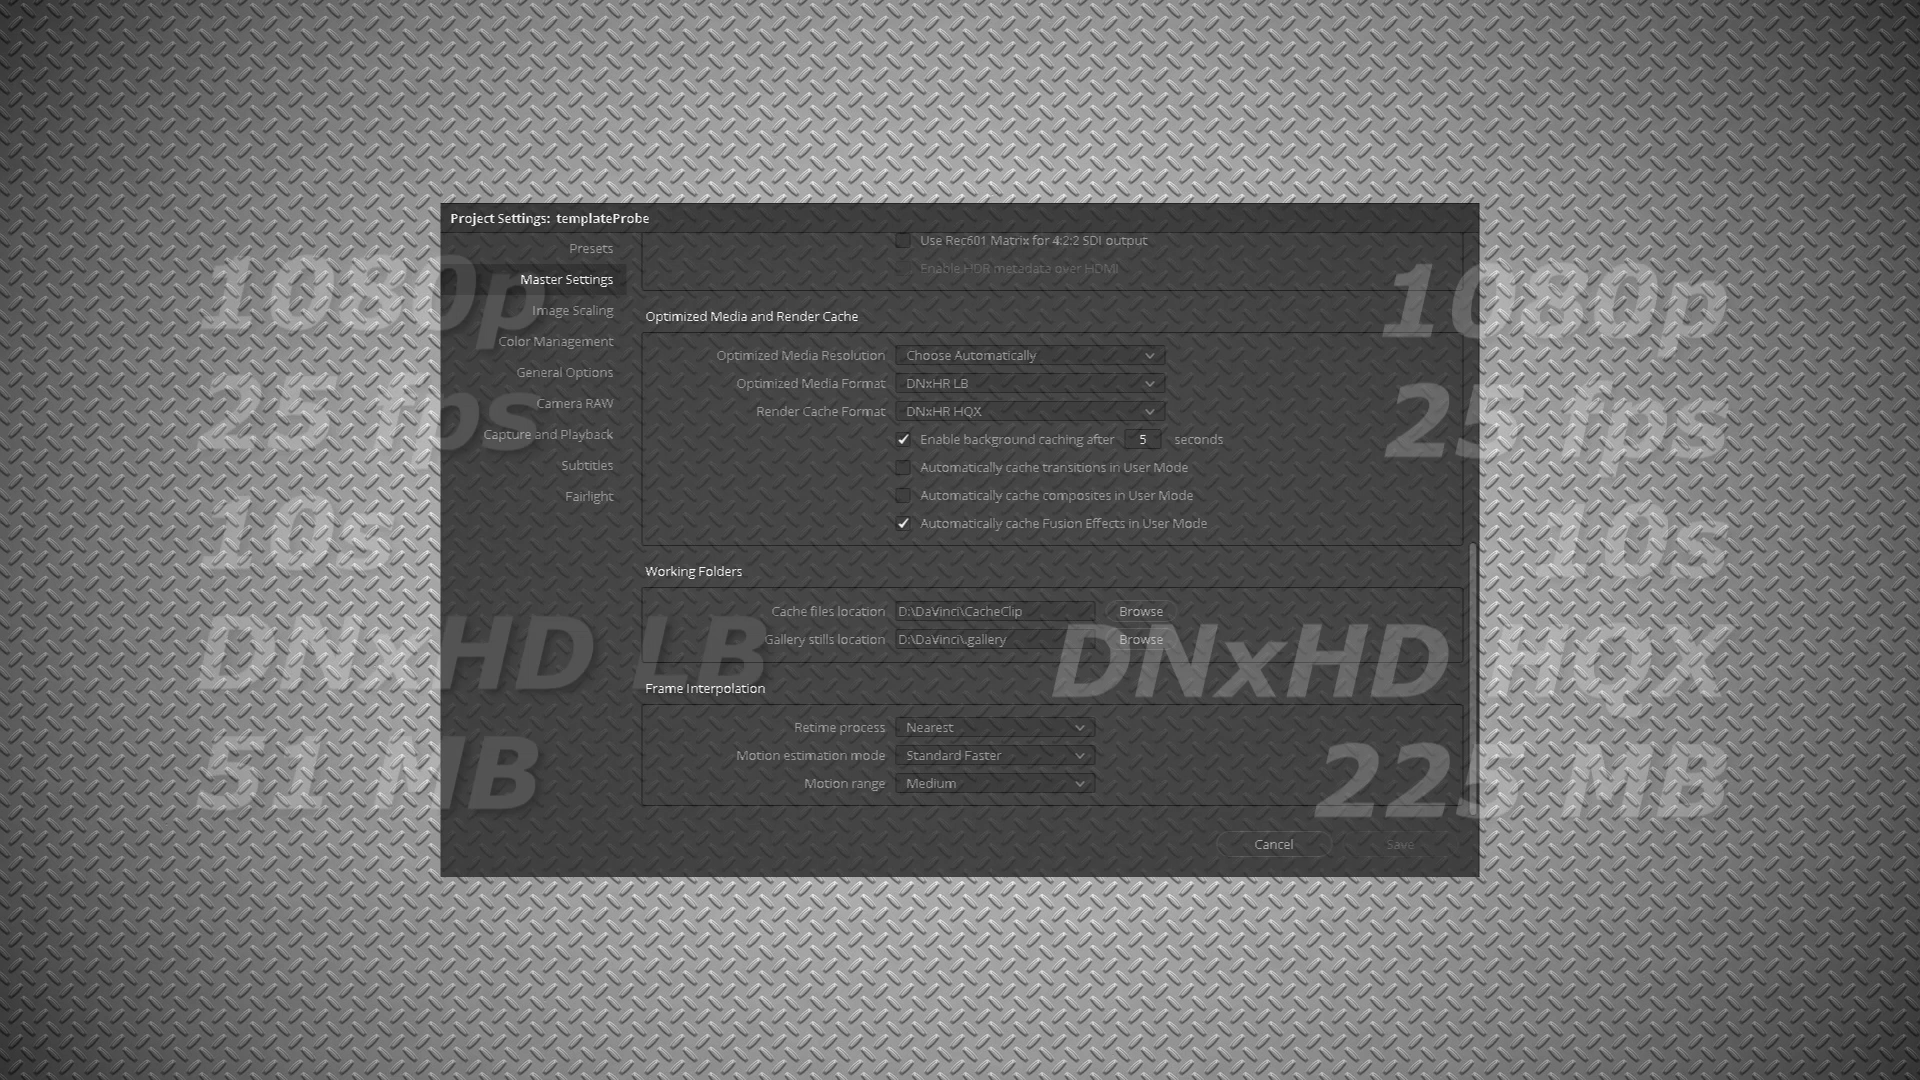 Project Settings: templateProbe
Presets
Master Settings
Image Scaling
Color Management
General Options
Camera RAW
Capture and Playback
Subtitles
Fairlight
Use Rec601 Matrix for 4:2:2 SDI output
Enable HDR metadata over HDMI
Optimized Media and Render Cache
Optimized Media Resolution Choose Automatically
Optimized Media Format DNxHR LB
Render Cache Format DNxHR HQX
Enable background caching after 5 seconds
Automatically cache transitions in User Mode
Automatically cache composites in User Mode
Automatically cache Fusion Effects in User Mode
Working Folders
Cache files location D:\DaVinci\CacheClip Browse
Gallery stills location D:\DaVinci\.gallery Browse
Frame Interpolation
Retime process Nearest
Motion estimation mode Standard Faster
Motion range Medium
Cancel Save
1080p
25 fps
10s
DNxHD LB
51 MB
1080p
25 fps
10s
DNxHD HQX
225 MB